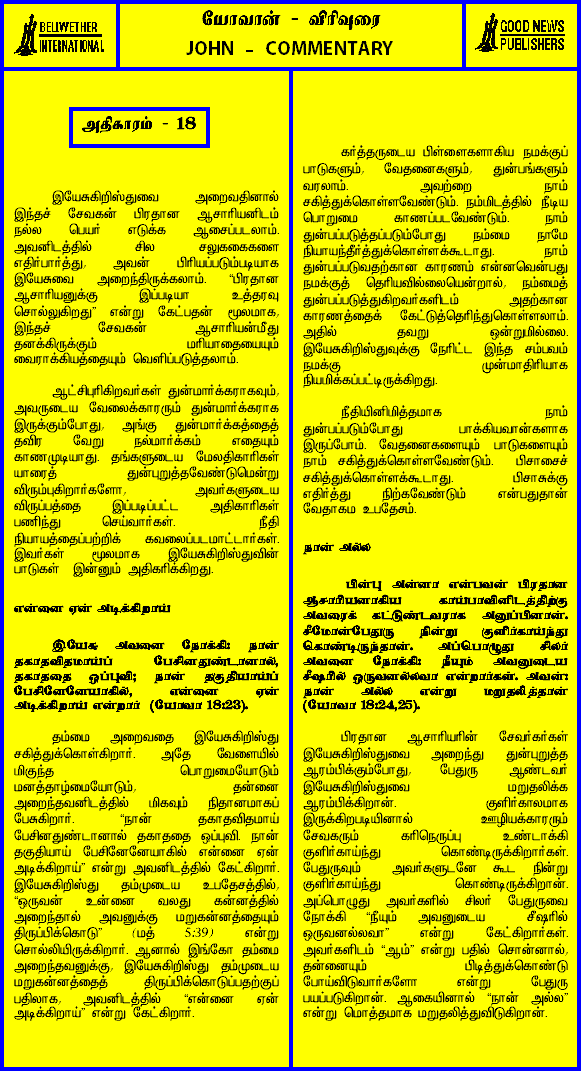 BELLWETHER
INTERNATIONAL
யோவான் - விரிவுரை
JOHN - COMMENTARY
GOOD NEWS
PUBLISHERS
அதிகாரம் - 18
இயேசுகிறிஸ்துவை அறைவதினால்
இந்தச் சேவகன் பிரதான ஆசாரியனிடம்
நல்ல பெயர் எடுக்க ஆசைப்படலாம்.
அவனிடத்தில் சில சலுகைகளை
எதிர்பார்த்து, அவன் பிரியப்படும்படியாக
இயேசுவை அறைந்திருக்கலாம். “பிரதான
ஆசாரியனுக்கு இப்படியா உத்தரவு
சொல்லுகிறது” என்று கேட்பதன் மூலமாக,
இந்தச் சேவகன் ஆசாரியன்மீது
தனக்கிருக்கும் மரியாதையையும்
வைராக்கியத்தையும் வெளிப்படுத்தலாம்.
ஆட்சிபுரிகிறவர்கள் துன்மார்க்கராகவும்,
அவருடைய வேலைக்காரரும் துன்மார்க்கராக
இருக்கும்போது, அங்கு துன்மார்க்கத்தைத்
தவிர வேறு நல்மார்க்கம் எதையும்
காணமுடியாது. தங்களுடைய மேலதிகாரிகள்
யாரைத் துன்புறுத்தவேண்டுமென்று
விரும்புகிறார்களோ, அவர்களுடைய
விருப்பத்தை இப்படிப்பட்ட அதிகாரிகள்
பணிந்து செய்வார்கள். நீதி
நியாயத்தைப்பற்றிக் கவலைப்படமாட்டார்கள்.
இவர்கள் மூலமாக இயேசுகிறிஸ்துவின்
பாடுகள் இன்னும் அதிகரிக்கிறது.
என்னை ஏன் அடிக்கிறாய்
இயேசு அவனை நோக்கி: நான்
தகாதவிதமாய்ப் பேசினதுண்டானால்,
தகாததை ஒப்புவி; நான் தகுதியாய்ப்
பேசினேனேயாகில், என்னை ஏன்
அடிக்கிறாய் என்றார் (யோவா 18:23).
தம்மை அறைவதை இயேசுகிறிஸ்து
சகித்துக்கொள்கிறார். அதே வேளையில்
மிகுந்த பொறுமையோடும்
மனத்தாழ்மையோடும், தன்னை
அறைந்தவனிடத்தில் மிகவும் நிதானமாகப்
பேசுகிறார். “நான் தகாதவிதமாய்
பேசினதுண்டானால் தகாததை ஒப்புவி. நான்
தகுதியாய் பேசினேனேயாகில் என்னை ஏன்
அடிக்கிறாய்” என்று அவனிடத்தில் கேட்கிறார்.
இயேசுகிறிஸ்து தம்முடைய உபதேசத்தில்,
“ஒருவன் உன்னை வலது கன்னத்தில்
அறைந்தால் அவனுக்கு மறுகன்னத்தையும்
திருப்பிக்கொடு” (மத் 5:39) என்று
சொல்லியிருக்கிறார். ஆனால் இங்கோ தம்மை
அறைந்தவனுக்கு, இயேசுகிறிஸ்து தம்முடைய
மறுகன்னத்தைத் திருப்பிக்கொடுப்பதற்குப்
பதிலாக, அவனிடத்தில் “என்னை ஏன்
அடிக்கிறாய்” என்று கேட்கிறார்.
கர்த்தருடைய பிள்ளைகளாகிய நமக்குப்
பாடுகளும், வேதனைகளும், துன்பங்களும்
வரலாம். அவற்றை நாம்
சகித்துக்கொள்ளவேண்டும். நம்மிடத்தில் நீடிய
பொறுமை காணப்படவேண்டும். நாம்
துன்பப்படுத்தப்படும்போது நம்மை நாமே
நியாயந்தீர்த்துக்கொள்ளக்கூடாது. நாம்
துன்பப்படுவதற்கான காரணம் என்னவென்பது
நமக்குத் தெரியவில்லையென்றால், நம்மைத்
துன்பப்படுத்துகிறவர்களிடம் அதற்கான
காரணத்தைக் கேட்டுத்தெரிந்துகொள்ளலாம்.
அதில் தவறு ஒன்றுமில்லை.
இயேசுகிறிஸ்துவுக்கு நேரிட்ட இந்த சம்பவம்
நமக்கு முன்மாதிரியாக
நியமிக்கப்பட்டிருக்கிறது.
நீதியினிமித்தமாக நாம்
துன்பப்படும்போது பாக்கியவான்களாக
இருப்போம். வேதனைகளையும் பாடுகளையும்
நாம் சகித்துக்கொள்ளவேண்டும். பிசாசைச்
சகித்துக்கொள்ளக்கூடாது. பிசாசுக்கு
எதிர்த்து நிற்கவேண்டும் என்பதுதான்
வேதாகம உபதேசம்.
நான் அல்ல
பின்பு அன்னா என்பவன் பிரதான
ஆசாரியனாகிய காய்பாவினிடத்திற்கு
அவரைக் கட்டுண்டவராக அனுப்பினான்.
சீமோன்பேதுரு நின்று குளிர்காய்ந்து
கொண்டிருந்தான். அப்பொழுது சிலர்
அவனை நோக்கி: நீயும் அவனுடைய
சீஷரில் ஒருவனல்லவா என்றார்கள். அவன்:
நான் அல்ல என்று மறுதலித்தான்
(யோவா 18:24,25).
பிரதான ஆசாரியரின் சேவர்கர்கள்
இயேசுகிறிஸ்துவை அறைந்து துன்புறுத்த
ஆரம்பிக்கும்போது, பேதுரு ஆண்டவர்
இயேசுகிறிஸ்துவை மறுதலிக்க
ஆரம்பிக்கிறான். குளிர்காலமாக
இருக்கிறபடியினால் ஊழியக்காரரும்
சேவகரும் கரிநெருப்பு உண்டாக்கி
குளிர்காய்ந்து கொண்டிருக்கிறார்கள்.
பேதுருவும் அவர்களுடனே கூட நின்று
குளிர்காய்ந்து கொண்டிருக்கிறான்.
அப்பொழுது அவர்களில் சிலர் பேதுருவை
நோக்கி “நீயும் அவனுடைய சீஷரில்
ஒருவனல்லவா” என்று கேட்கிறார்கள்.
அவர்களிடம் “ஆம்” என்று பதில் சொன்னால்,
தன்னையும் பிடித்துக்கொண்டு
போய்விடுவார்களோ என்று பேதுரு
பயப்படுகிறான். ஆகையினால் “நான் அல்ல”
என்று மொத்தமாக மறுதலித்துவிடுகிறான்.